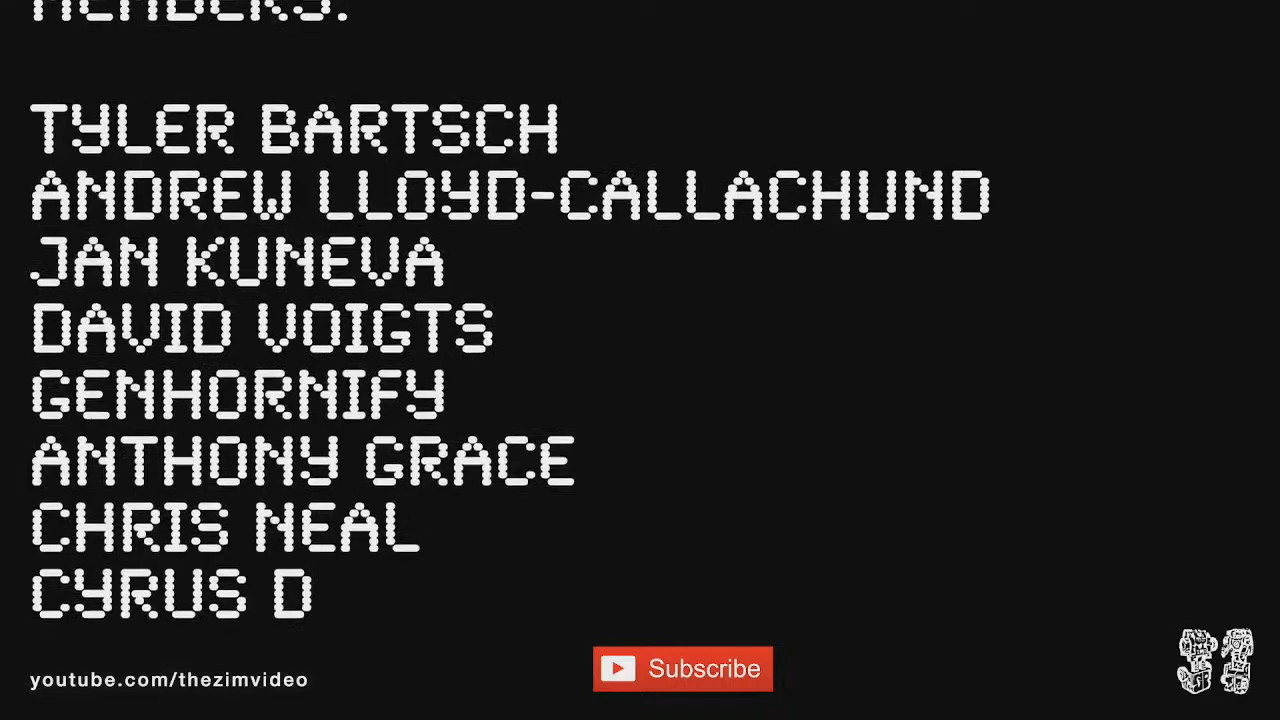 MEMBERS:
TYLER BARTSCH
ANDREW LLOYD-CALLACHUND
JAN KUNEVA
DAVID VOIGTS
GENHORNIFY
ANTHONY GRACE
CHRIS NEAL
CYRUS D
youtube.com/thezimvideo
Subscribe